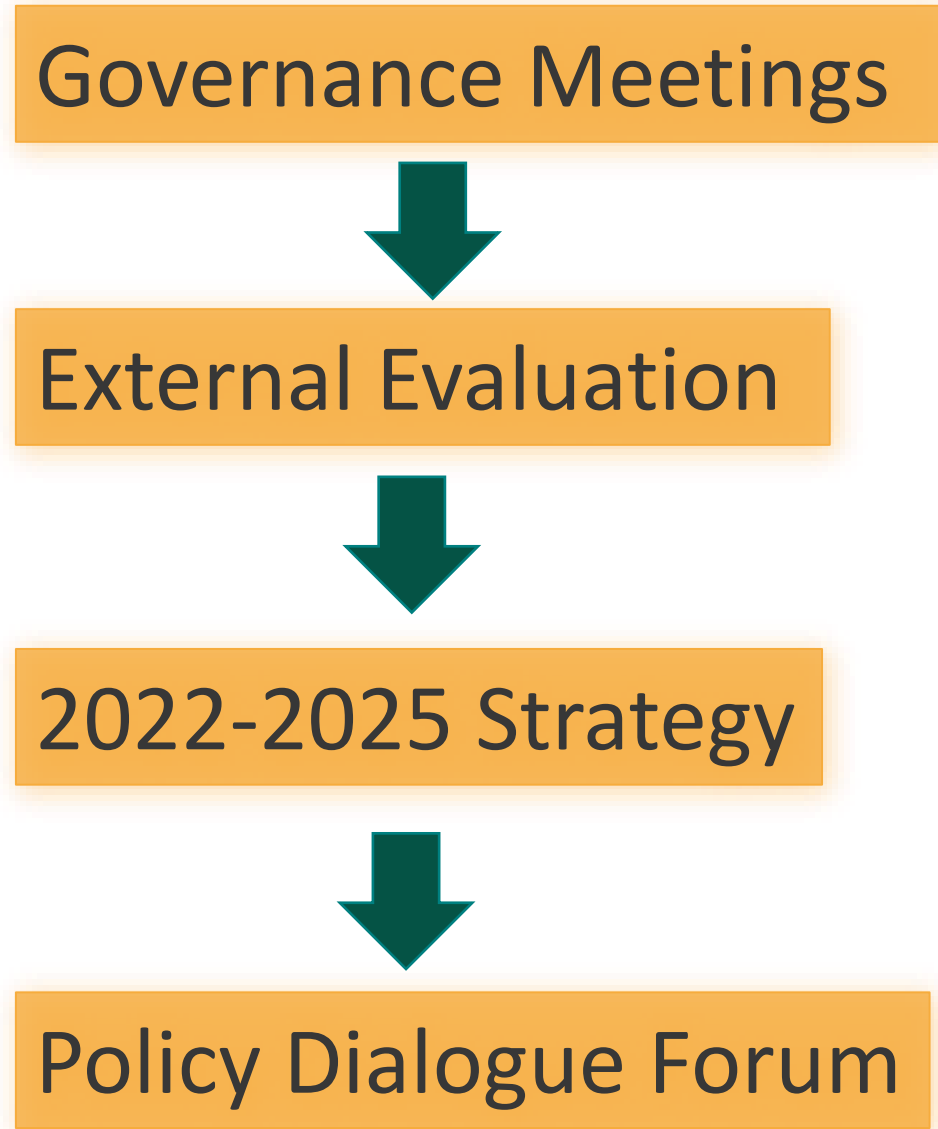 Governance Meetings
External Evaluation
2022-2025 Strategy
Policy Dialogue Forum